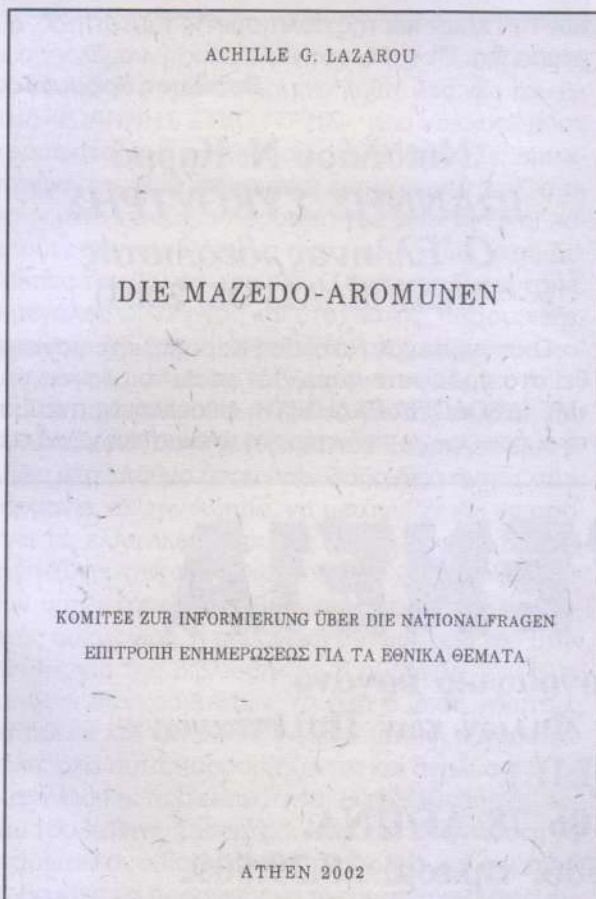 ACHILLE G. LAZAROU
DIE MAZEDO-AROMUNEN
KOMITEE ZUR INFORMIERUNG ÜBER DIE NATIONALFRAGEN
ΕΠΙΤΡΟΠΗ ΕΝΗΜΕΡΩΣΕΩΣ ΓΙΑ ΤΑ ΕΘΝΙΚΑ ΘΕΜΑΤΑ
ATHEN 2002